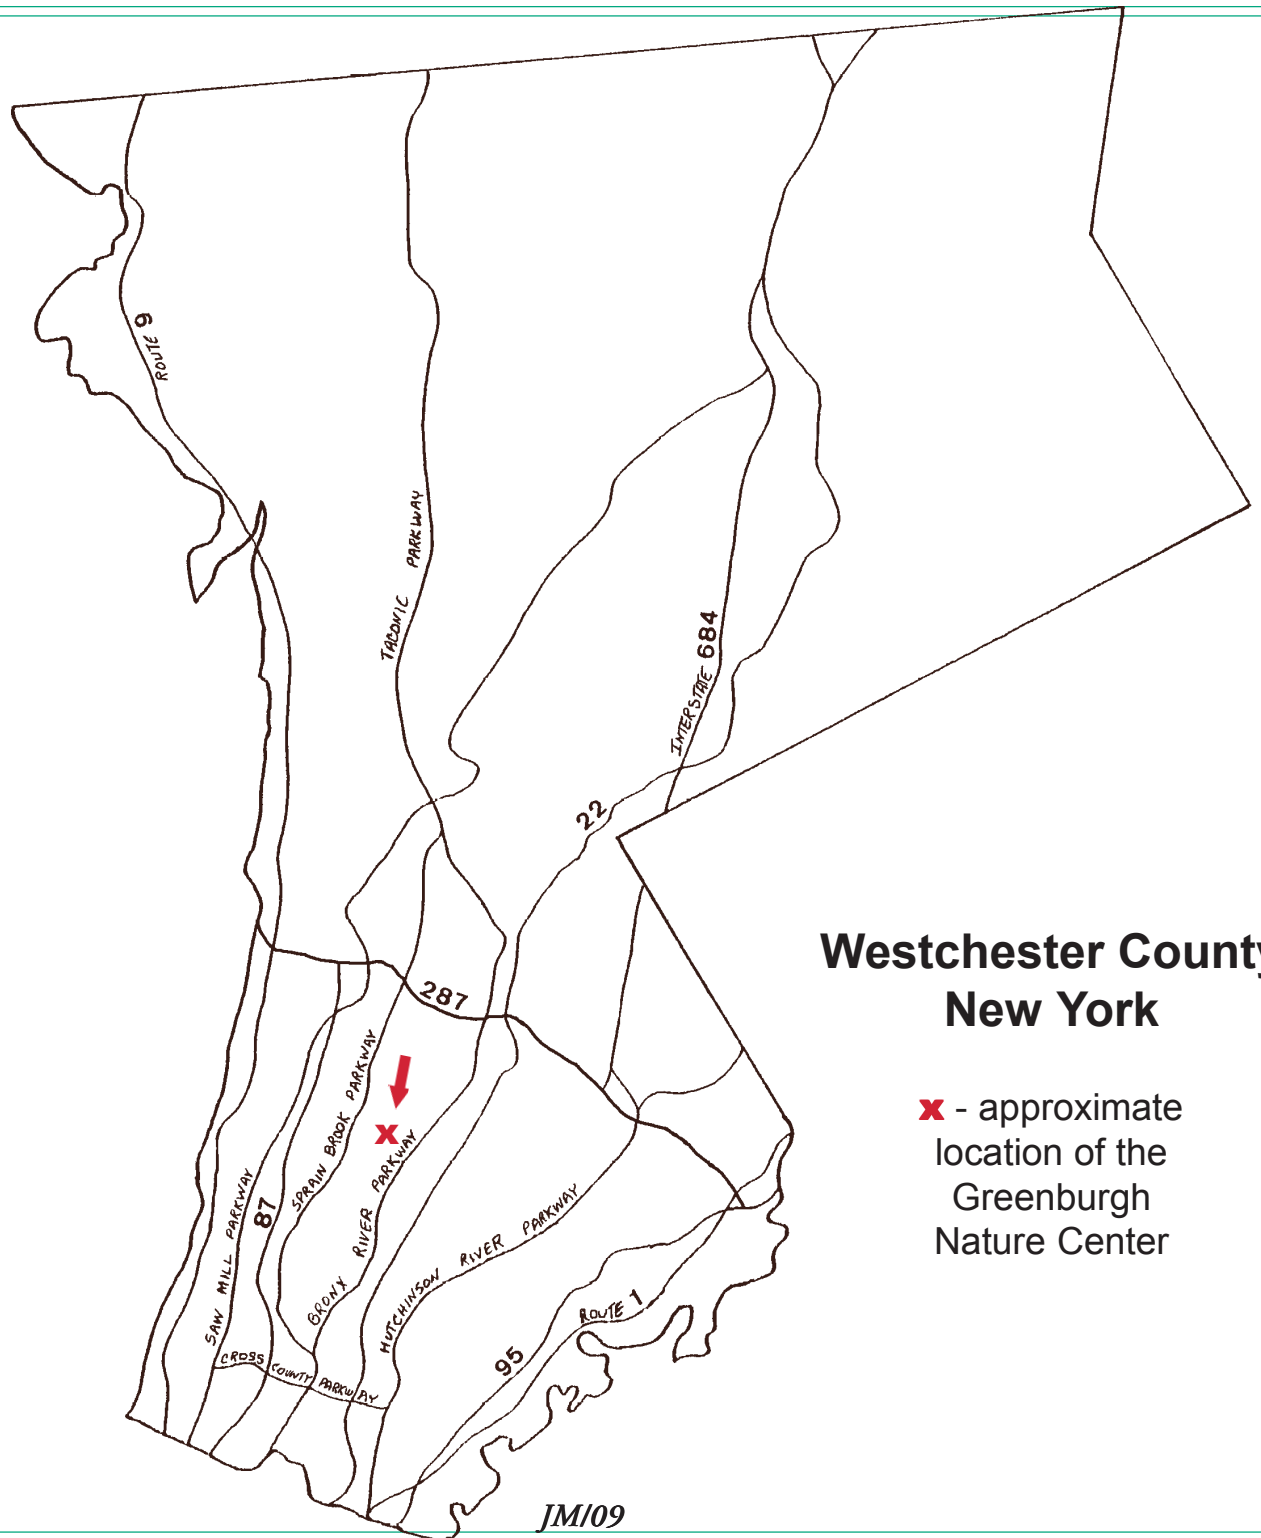 ROUTE 9
TACONIC PARKWAY
INTERSTATE 684
22
287
Westchester County
New York
x - approximate
location of the
Greenburgh
Nature Center
SPRAIN BROOK PARKWAY
x
BRONX RIVER PARKWAY
SAW MILL PARKWAY
87
HUTCHINSON RIVER PARKWAY
CROSS COUNTY PARKWAY
ROUTE 1
95
JM/09